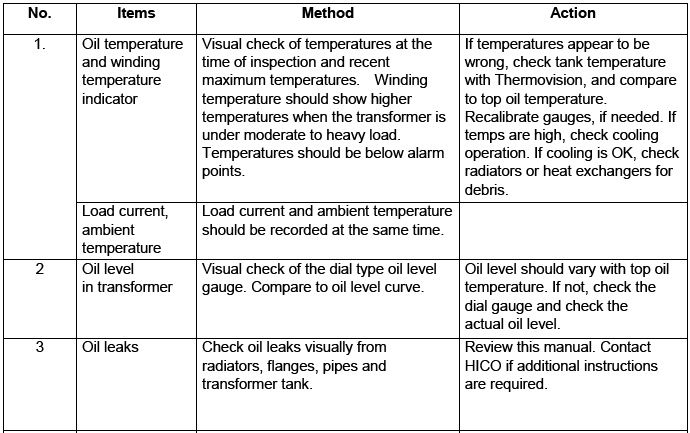 No. Items Method Action
1. Oil temperature
and winding
temperature
indicator
Visual check of temperatures at the
time of inspection and recent
maximum temperatures. Winding
temperature should show higher
temperatures when the transformer is
under moderate to heavy load.
Temperatures should be below alarm
points.
If temperatures appear to be
wrong, check tank temperature
with Thermovision, and compare
to top oil temperature.
Recalibrate gauges, if needed. If
temps are high, check cooling
operation. If cooling is OK, check
radiators or heat exchangers for
debris.
Load current,
ambient
temperature
Load current and ambient temperature
should be recorded at the same time.
2 Oil level
in transformer
Visual check of the dial type oil level
gauge. Compare to oil level curve.
Oil level should vary with top oil
temperature. If not, check the
dial gauge and check the
actual oil level.
3 Oil leaks
Check oil leaks visually from
radiators, flanges, pipes and
transformer tank.
Review this manual. Contact
HICO if additional instructions
are required.